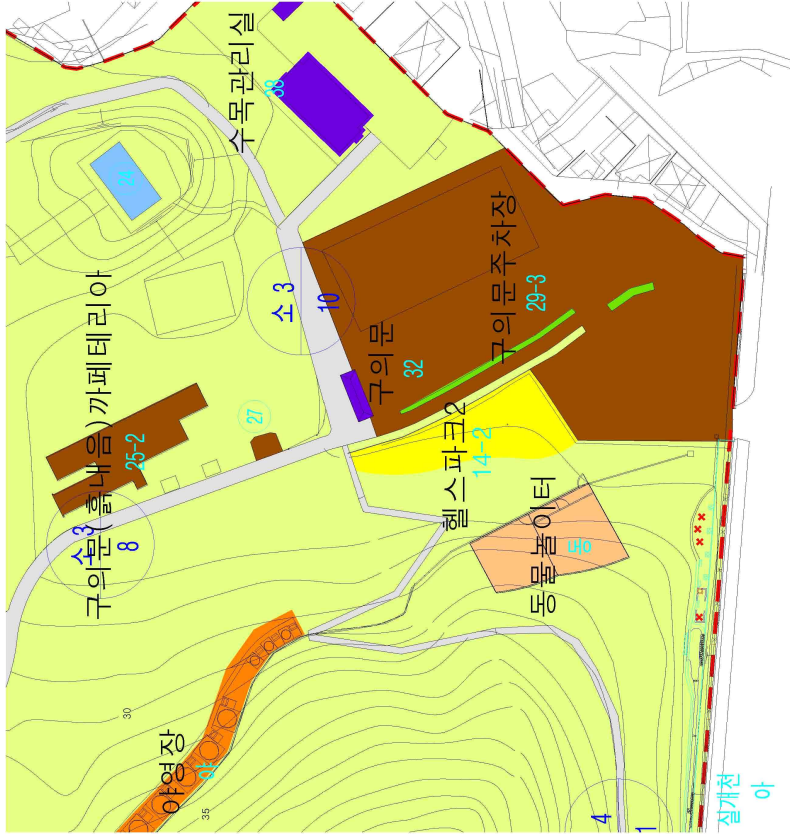 수목관리실
38
24
소 3
10
구의문
32
구의문주차장
29-3
구의문(흙내음)까페테리아
25-2
27
소 3
8
헬스파크2
14-2
동물놀이터
동
야영장
야
30
35
4
1
실개천
아